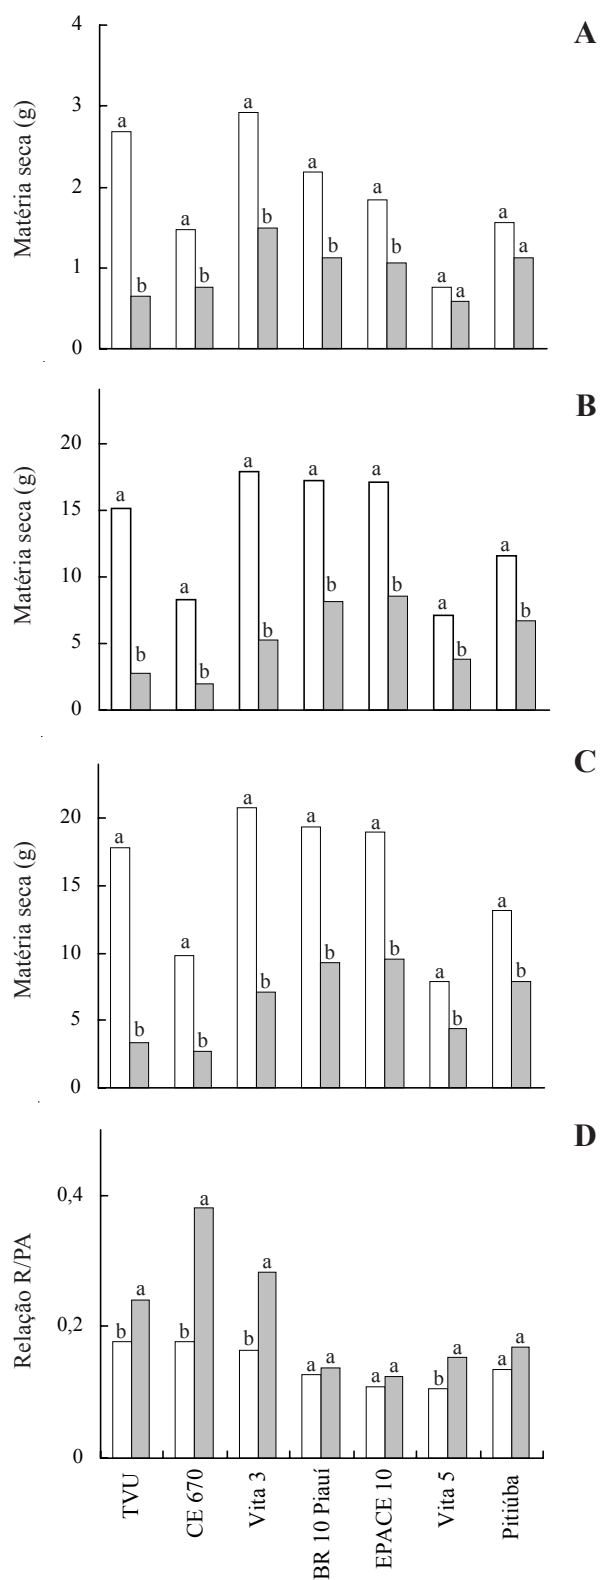 A
Matéria seca (g)
4
3
2
1
0
a b a b a b a b a b a a a a
B
Matéria seca (g)
20
15
10
5
0
a b a b a b a b a b a b a b
C
Matéria seca (g)
20
15
10
5
0
a b a b a b a b a b a b a b
D
Relação R/PA
0,4
0,2
0
b a b a b a a a a a b a a a
TVU
CE 670
Vita 3
BR 10 Piauí
EPACE 10
Vita 5
Pitiúba